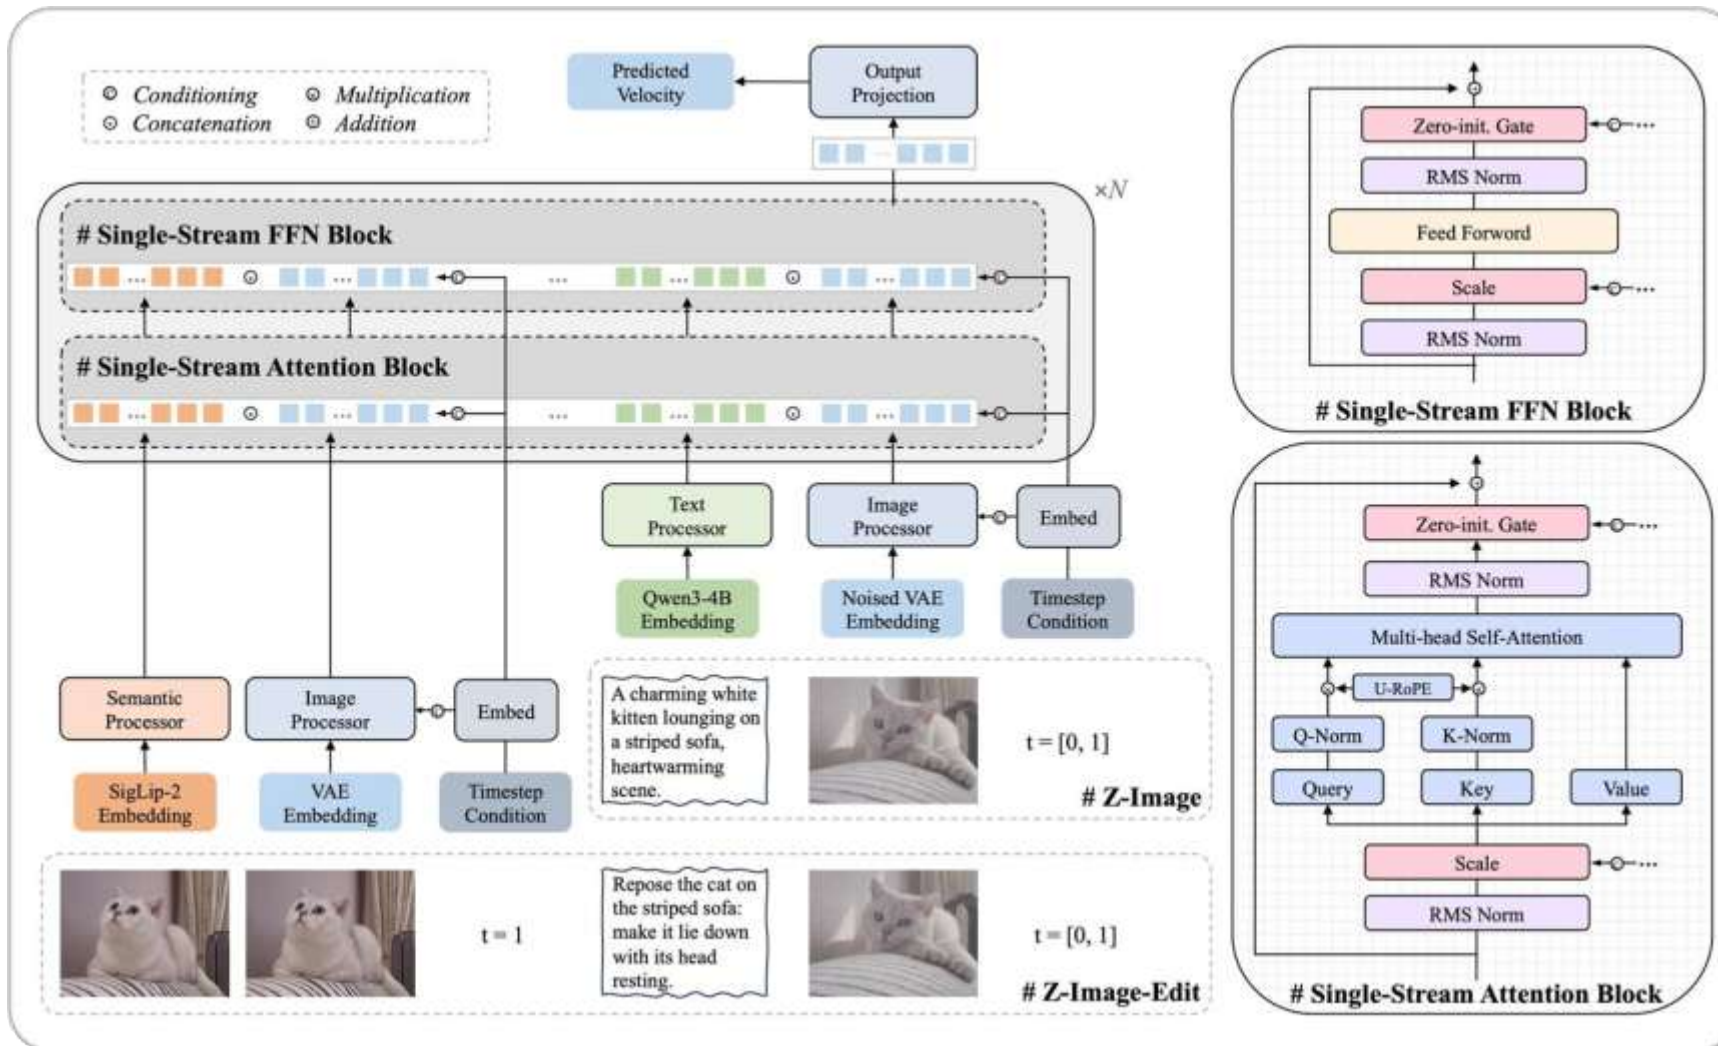 Conditioning
Multiplication
Concatenation
Addition
Predicted
Velocity
Output
Projection
×N
# Single-Stream FFN Block
# Single-Stream Attention Block
Text
Processor
Image
Processor
Embed
Qwen3-4B
Embedding
Noised VAE
Embedding
Timestep
Condition
Semantic
Processor
Image
Processor
Embed
SigLip-2
Embedding
VAE
Embedding
Timestep
Condition
A charming white
kitten lounging on
a striped sofa,
heartwarming
scene.
t = [0, 1]
# Z-Image
t = 1
Repose the cat on
the striped sofa:
make it lie down
with its head
resting.
t = [0, 1]
# Z-Image-Edit
Zero-init. Gate
RMS Norm
Feed Forword
Scale
RMS Norm
# Single-Stream FFN Block
Zero-init. Gate
RMS Norm
Multi-head Self-Attention
U-RoPE
Q-Norm
K-Norm
Query
Key
Value
Scale
RMS Norm
# Single-Stream Attention Block